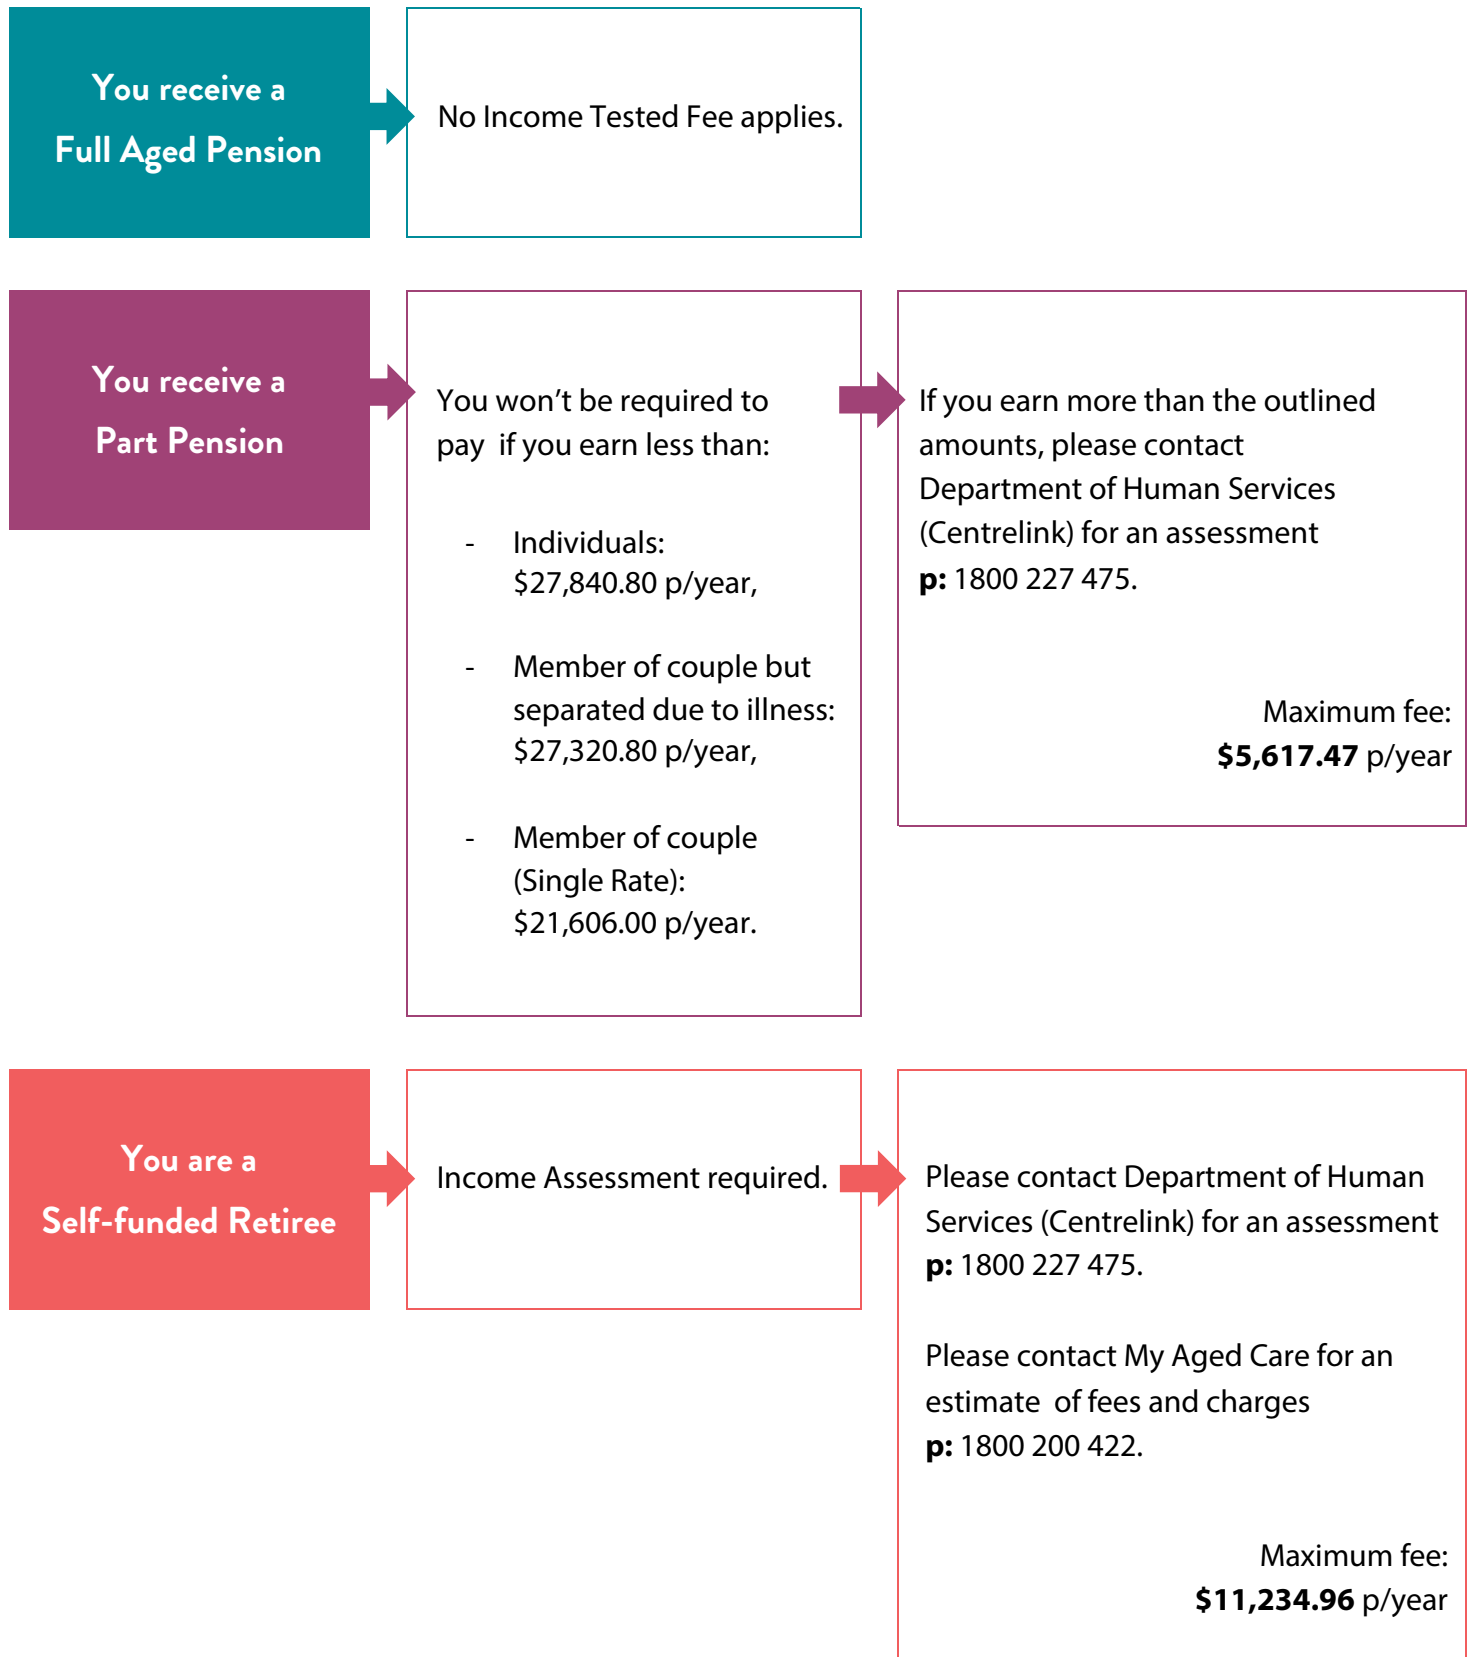 You receive a
Full Aged Pension
No Income Tested Fee applies.
You receive a
Part Pension
You won't be required to
pay  if you earn less than:
- Individuals:
$27,840.80 p/year,
- Member of couple but
separated due to illness:
$27,320.80 p/year,
- Member of couple
(Single Rate):
$21,606.00 p/year.
If you earn more than the outlined
amounts, please contact
Department of Human Services
(Centrelink) for an assessment
p: 1800 227 475.
Maximum fee:
$5,617.47 p/year
You are a
Self-funded Retiree
Income Assessment required.
Please contact Department of Human
Services (Centrelink) for an assessment
p: 1800 227 475.
Please contact My Aged Care for an
estimate  of fees and charges
p: 1800 200 422.
Maximum fee:
$11,234.96 p/year